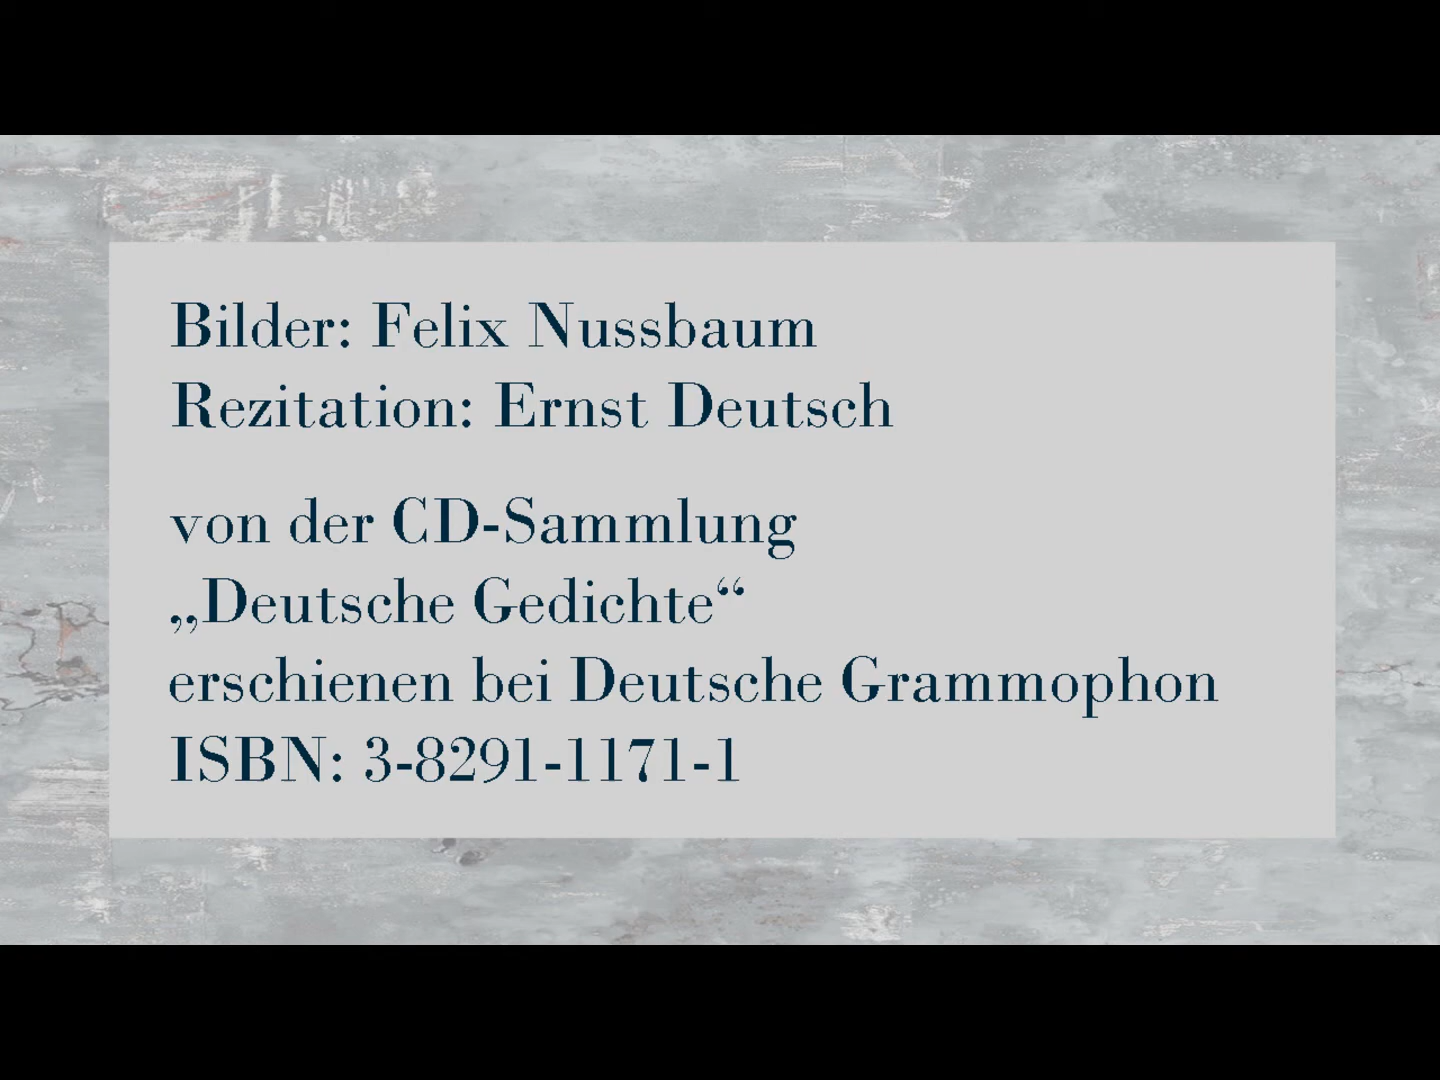 Bilder: Felix Nussbaum
Rezitation: Ernst Deutsch
von der CD-Sammlung
„Deutsche Gedichte“
erschienen bei Deutsche Grammophon
ISBN: 3-8291-1171-1